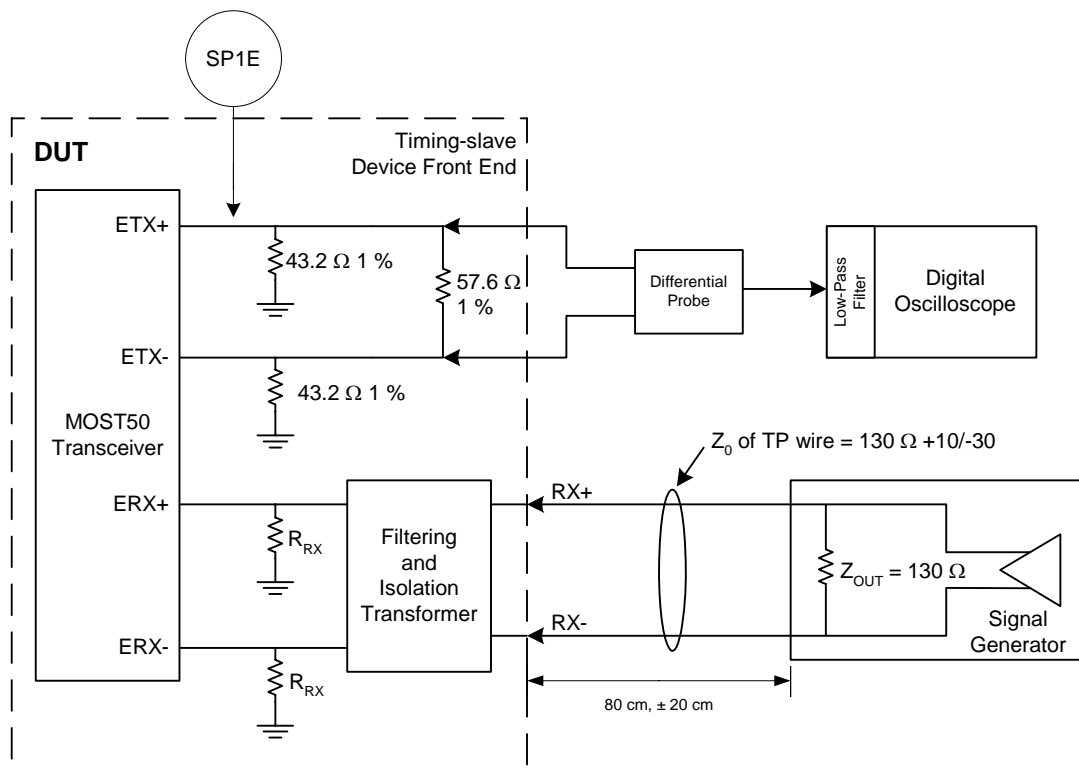 SP1E
DUT
Timing-slave
Device Front End
ETX+
43.2 Ω 1 %
57.6 Ω
1 %
Differential
Probe
Low-Pass
Filter
Digital
Oscilloscope
ETX-
43.2 Ω 1 %
MOST50
Transceiver
Z0 of TP wire = 130 Ω +10/-30
ERX+
RRX
Filtering
and
Isolation
Transformer
RX+
ZOUT = 130 Ω
Signal
Generator
RX-
ERX-
RRX
80 cm, ± 20 cm